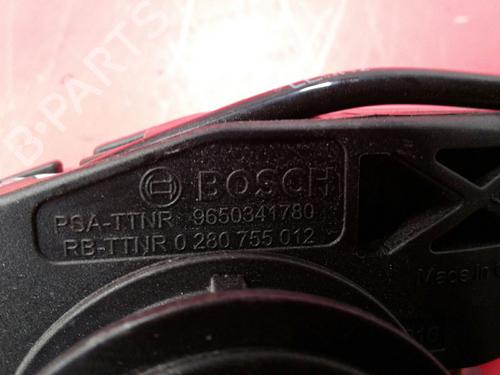 BOSCH
PSA-TTNR 9650341780
RB-TTNR 0 280 755 012
Made in
B-PARTS